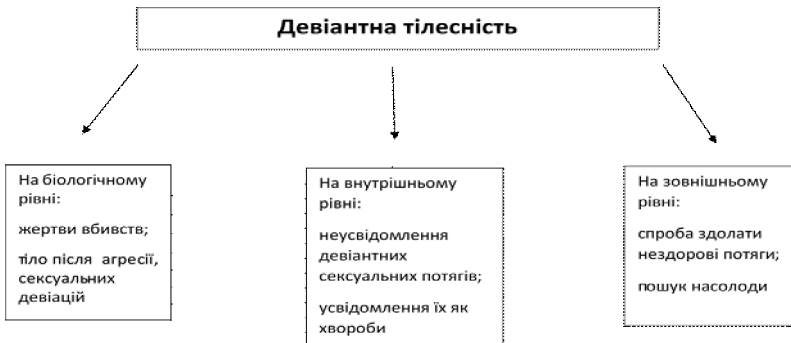 Девіантна тілесність
На біологічному
рівні:
жертви вбивств;
тіло після агресії,
сексуальних
девіацій
На внутрішньому
рівні:
неусвідомлення
девіантних
сексуальних потягів;
усвідомлення їх як
хвороби
На зовнішньому
рівні:
спроба здолати
нездорові потяги;
пошук насолоди